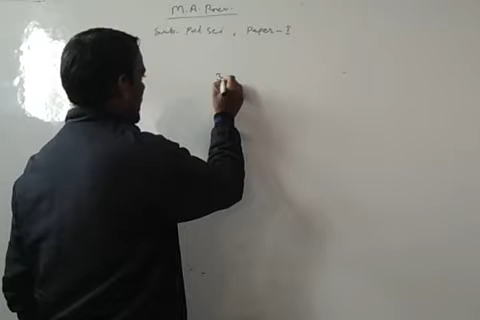 M.A. Prev.
Sub. Pol Sci , Paper-I